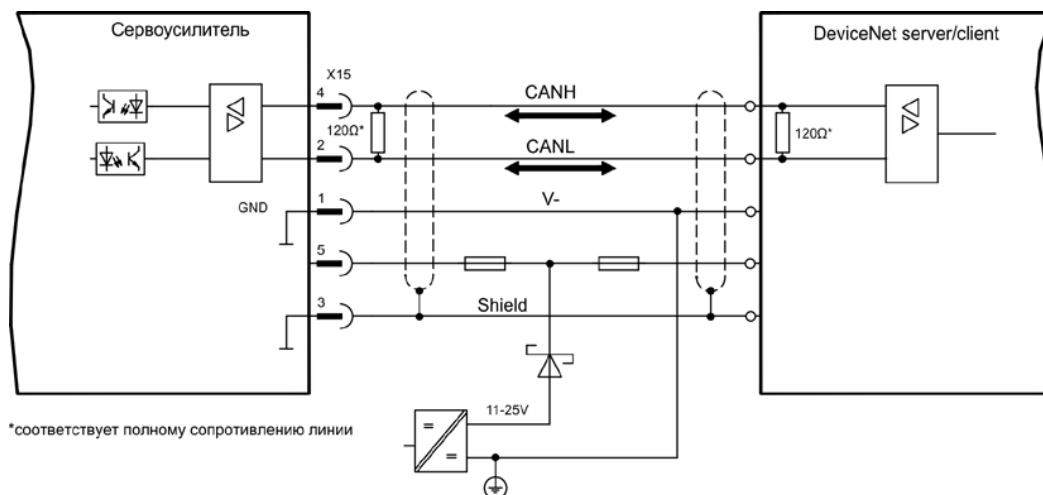 Сервоусилитель
DeviceNet server/client
X15
4
CANH
120Ω*
120Ω*
2
CANL
1
GND
V-
5
3
Shield
11-25V
*соответствует полному сопротивлению линии